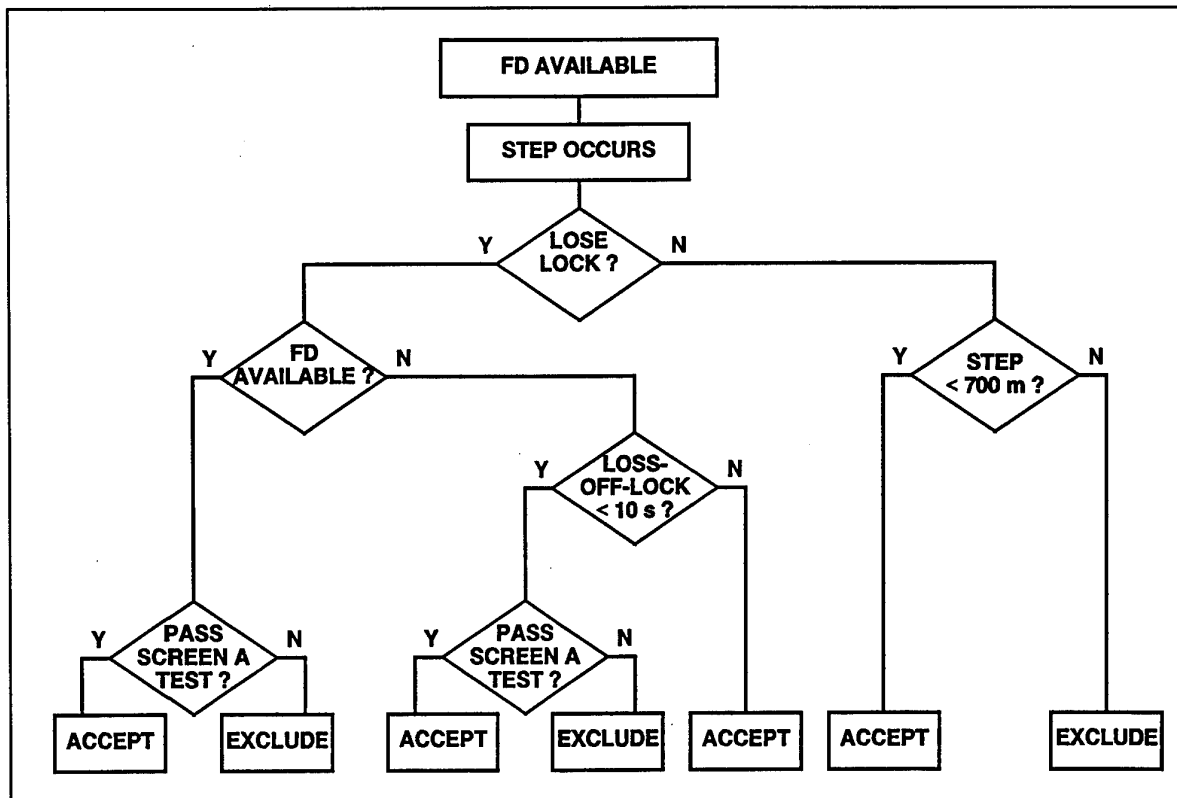 FD AVAILABLE
STEP OCCURS
Y
LOSE
LOCK ?
N
Y
FD
AVAILABLE ?
N
Y
STEP
< 700 m ?
N
Y
LOSS-
OFF-LOCK
< 10 s ?
N
Y
PASS
SCREEN A
TEST ?
N
Y
PASS
SCREEN A
TEST ?
N
ACCEPT
EXCLUDE
ACCEPT
EXCLUDE
ACCEPT
ACCEPT
EXCLUDE